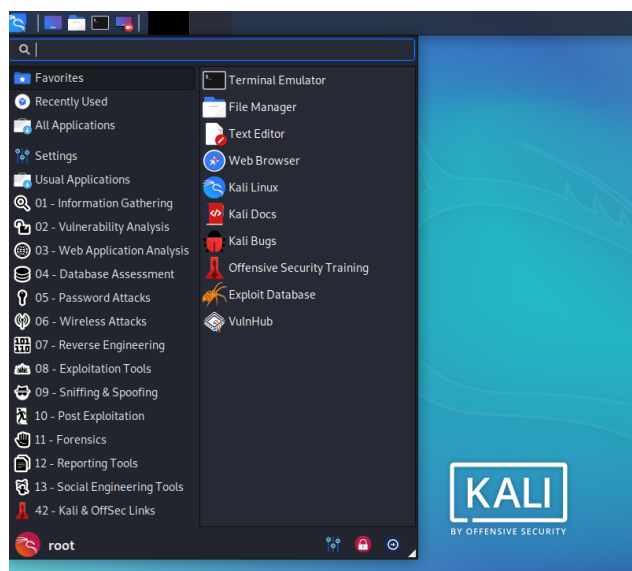 Favorites
Recently Used
All Applications
Settings
Usual Applications
01 - Information Gathering
02 - Vulnerability Analysis
03 - Web Application Analysis
04 - Database Assessment
05 - Password Attacks
06 - Wireless Attacks
07 - Reverse Engineering
08 - Exploitation Tools
09 - Sniffing & Spoofing
10 - Post Exploitation
11 - Forensics
12 - Reporting Tools
13 - Social Engineering Tools
42 - Kali & OffSec Links
root
Terminal Emulator
File Manager
Text Editor
Web Browser
Kali Linux
Kali Docs
Kali Bugs
Offensive Security Training
Exploit Database
VulnHub
KALI
BY OFFENSIVE SECURITY